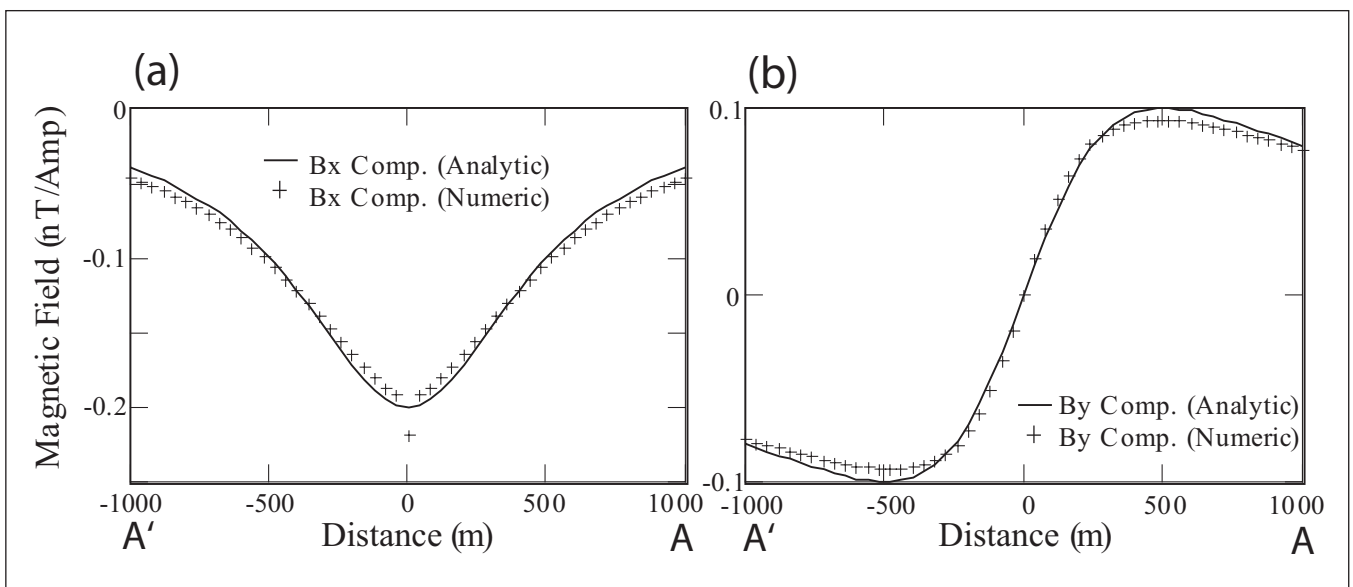 (a)
(b)
Magnetic Field (nT/Amp)
0
-0.1
-0.2
Bx Comp. (Analytic)
Bx Comp. (Numeric)
-1000
-500
0
500
1000
A'
Distance (m)
A
0.1
0
-0.1
By Comp. (Analytic)
By Comp. (Numeric)
-1000
-500
0
500
1000
A'
Distance (m)
A